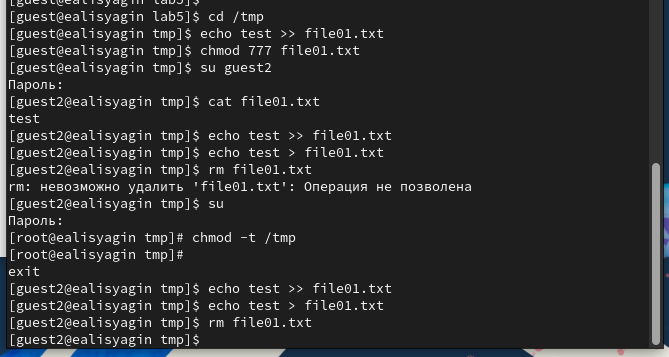 [guest@ealisyagin lab5]$
[guest@ealisyagin lab5]$ cd /tmp
[guest@ealisyagin tmp]$ echo test >> file01.txt
[guest@ealisyagin tmp]$ chmod 777 file01.txt
[guest@ealisyagin tmp]$ su guest2
Пароль:
[guest2@ealisyagin tmp]$ cat file01.txt
test
[guest2@ealisyagin tmp]$ echo test >> file01.txt
[guest2@ealisyagin tmp]$ echo test > file01.txt
[guest2@ealisyagin tmp]$ rm file01.txt
rm: невозможно удалить 'file01.txt': Операция не позволена
[guest2@ealisyagin tmp]$ su
Пароль:
[root@ealisyagin tmp]# chmod -t /tmp
[root@ealisyagin tmp]#
exit
[guest2@ealisyagin tmp]$ echo test >> file01.txt
[guest2@ealisyagin tmp]$ echo test > file01.txt
[guest2@ealisyagin tmp]$ rm file01.txt
[guest2@ealisyagin tmp]$